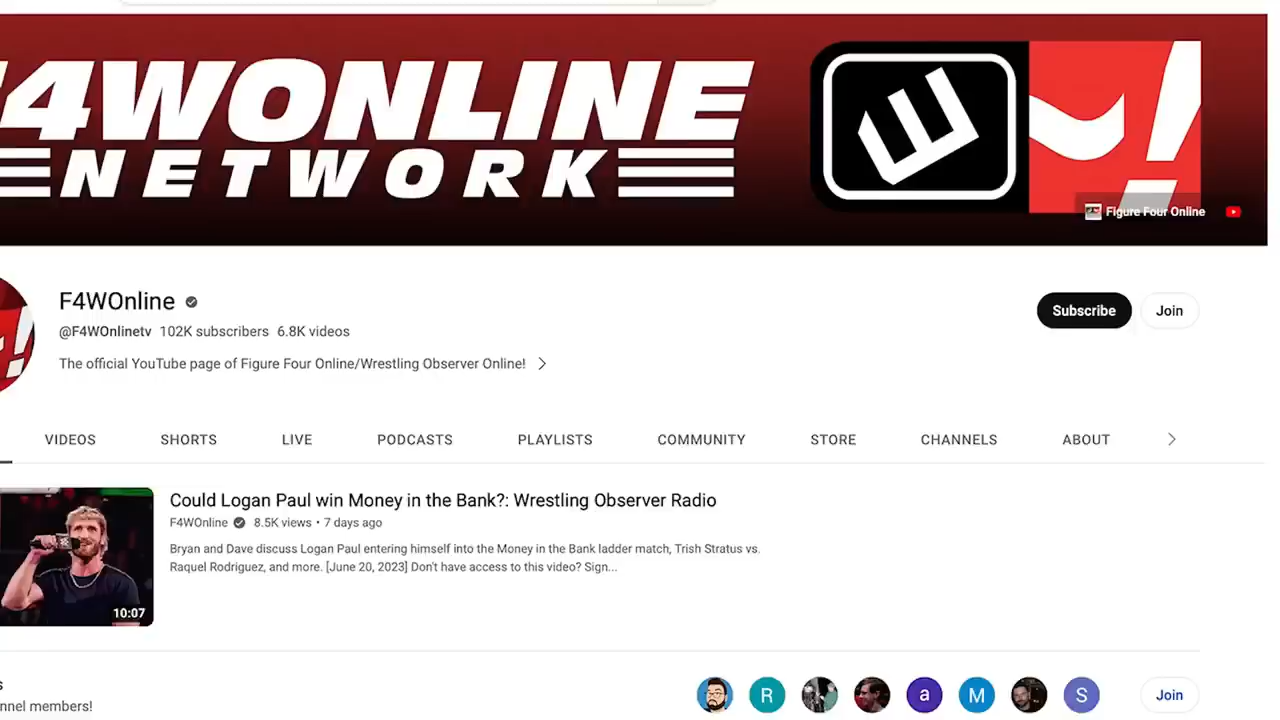 F4WONLINE
NETWORK
Figure Four Online
F4WOnline
@F4WOnlinetv 102K subscribers 6.8K videos
The official YouTube page of Figure Four Online/Wrestling Observer Online!
Subscribe
Join
VIDEOS SHORTS LIVE PODCASTS PLAYLISTS COMMUNITY STORE CHANNELS ABOUT
Could Logan Paul win Money in the Bank?: Wrestling Observer Radio
F4WOnline 8.5K views • 7 days ago
Bryan and Dave discuss Logan Paul entering himself into the Money in the Bank ladder match, Trish Stratus vs.
Raquel Rodriguez, and more. [June 20, 2023] Don't have access to this video? Sign...
10:07
R a M S
Join
nnel members!